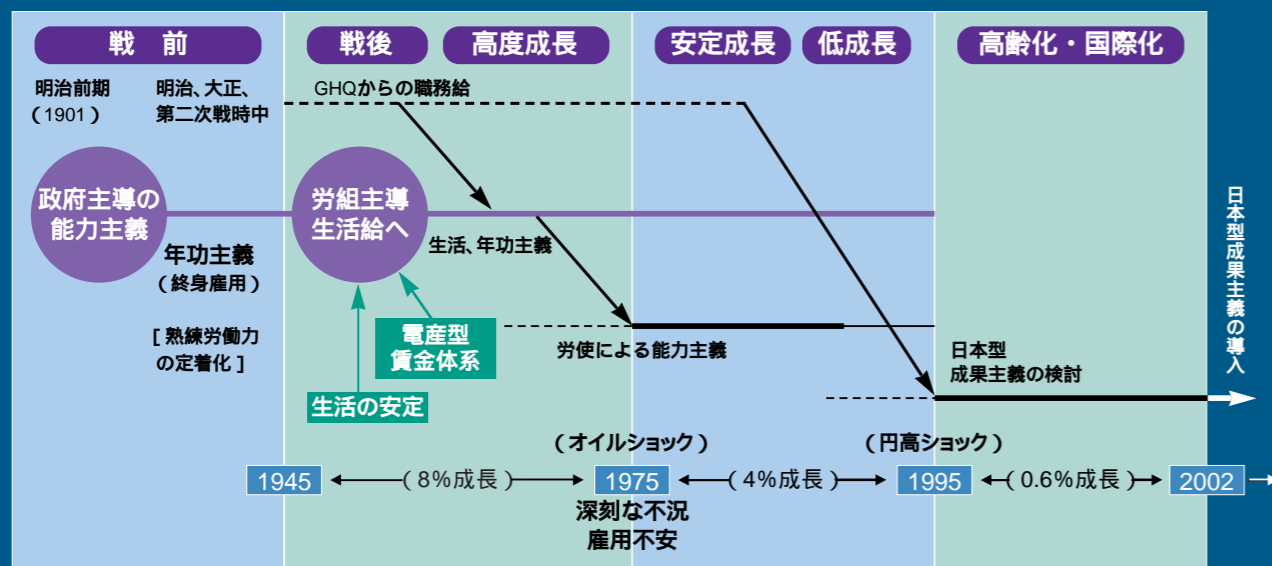 戦 前
戦後
高度成長
安定成長
低成長
高齢化・国際化
明治前期
（1901）
明治、大正、
第二次戦時中
GHQからの職務給
政府主導の
能力主義
年功主義
（終身雇用）
[ 熟練労働力
の定着化 ]
労組主導
生活給へ
生活、年功主義
電産型
賃金体系
生活の安定
労使による能力主義
日本型
成果主義の検討
日本型成果主義の導入
（オイルショック）
（円高ショック）
1945
（8%成長）
1975
（4%成長）
1995
（0.6%成長）
2002
深刻な不況
雇用不安